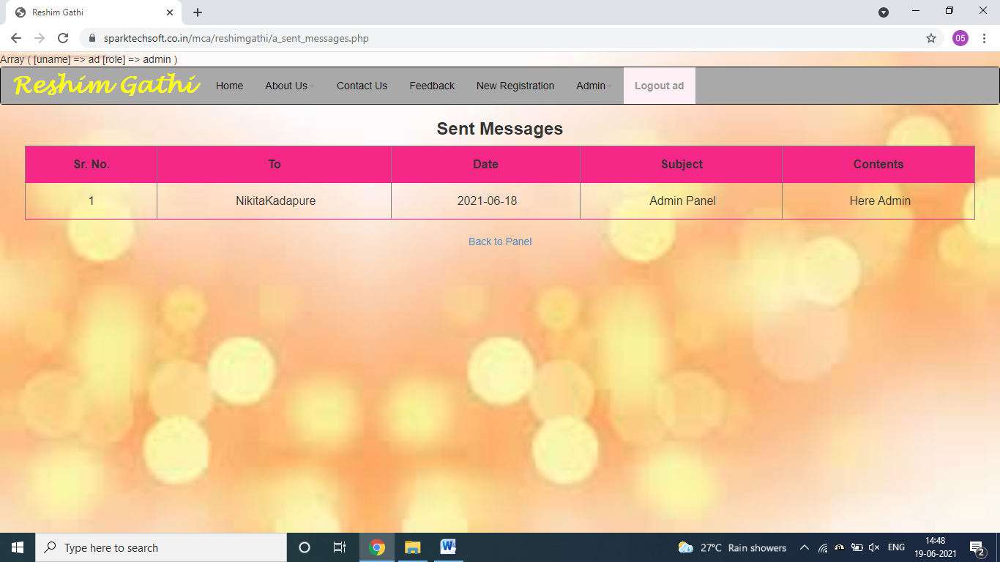 Reshim Gathi
sparktechsoft.co.in/mca/reshimgathi/a_sent_messages.php
05
Array ( [uname] => ad [role] => admin )
Reshim Gathi Home About Us Contact Us Feedback New Registration Admin Logout ad
Sent Messages
Sr. No. To Date Subject Contents
1 NikitaKadapure 2021-06-18 Admin Panel Here Admin
Back to Panel
Type here to search
27°C Rain showers
ENG
14:48
19-06-2021
2